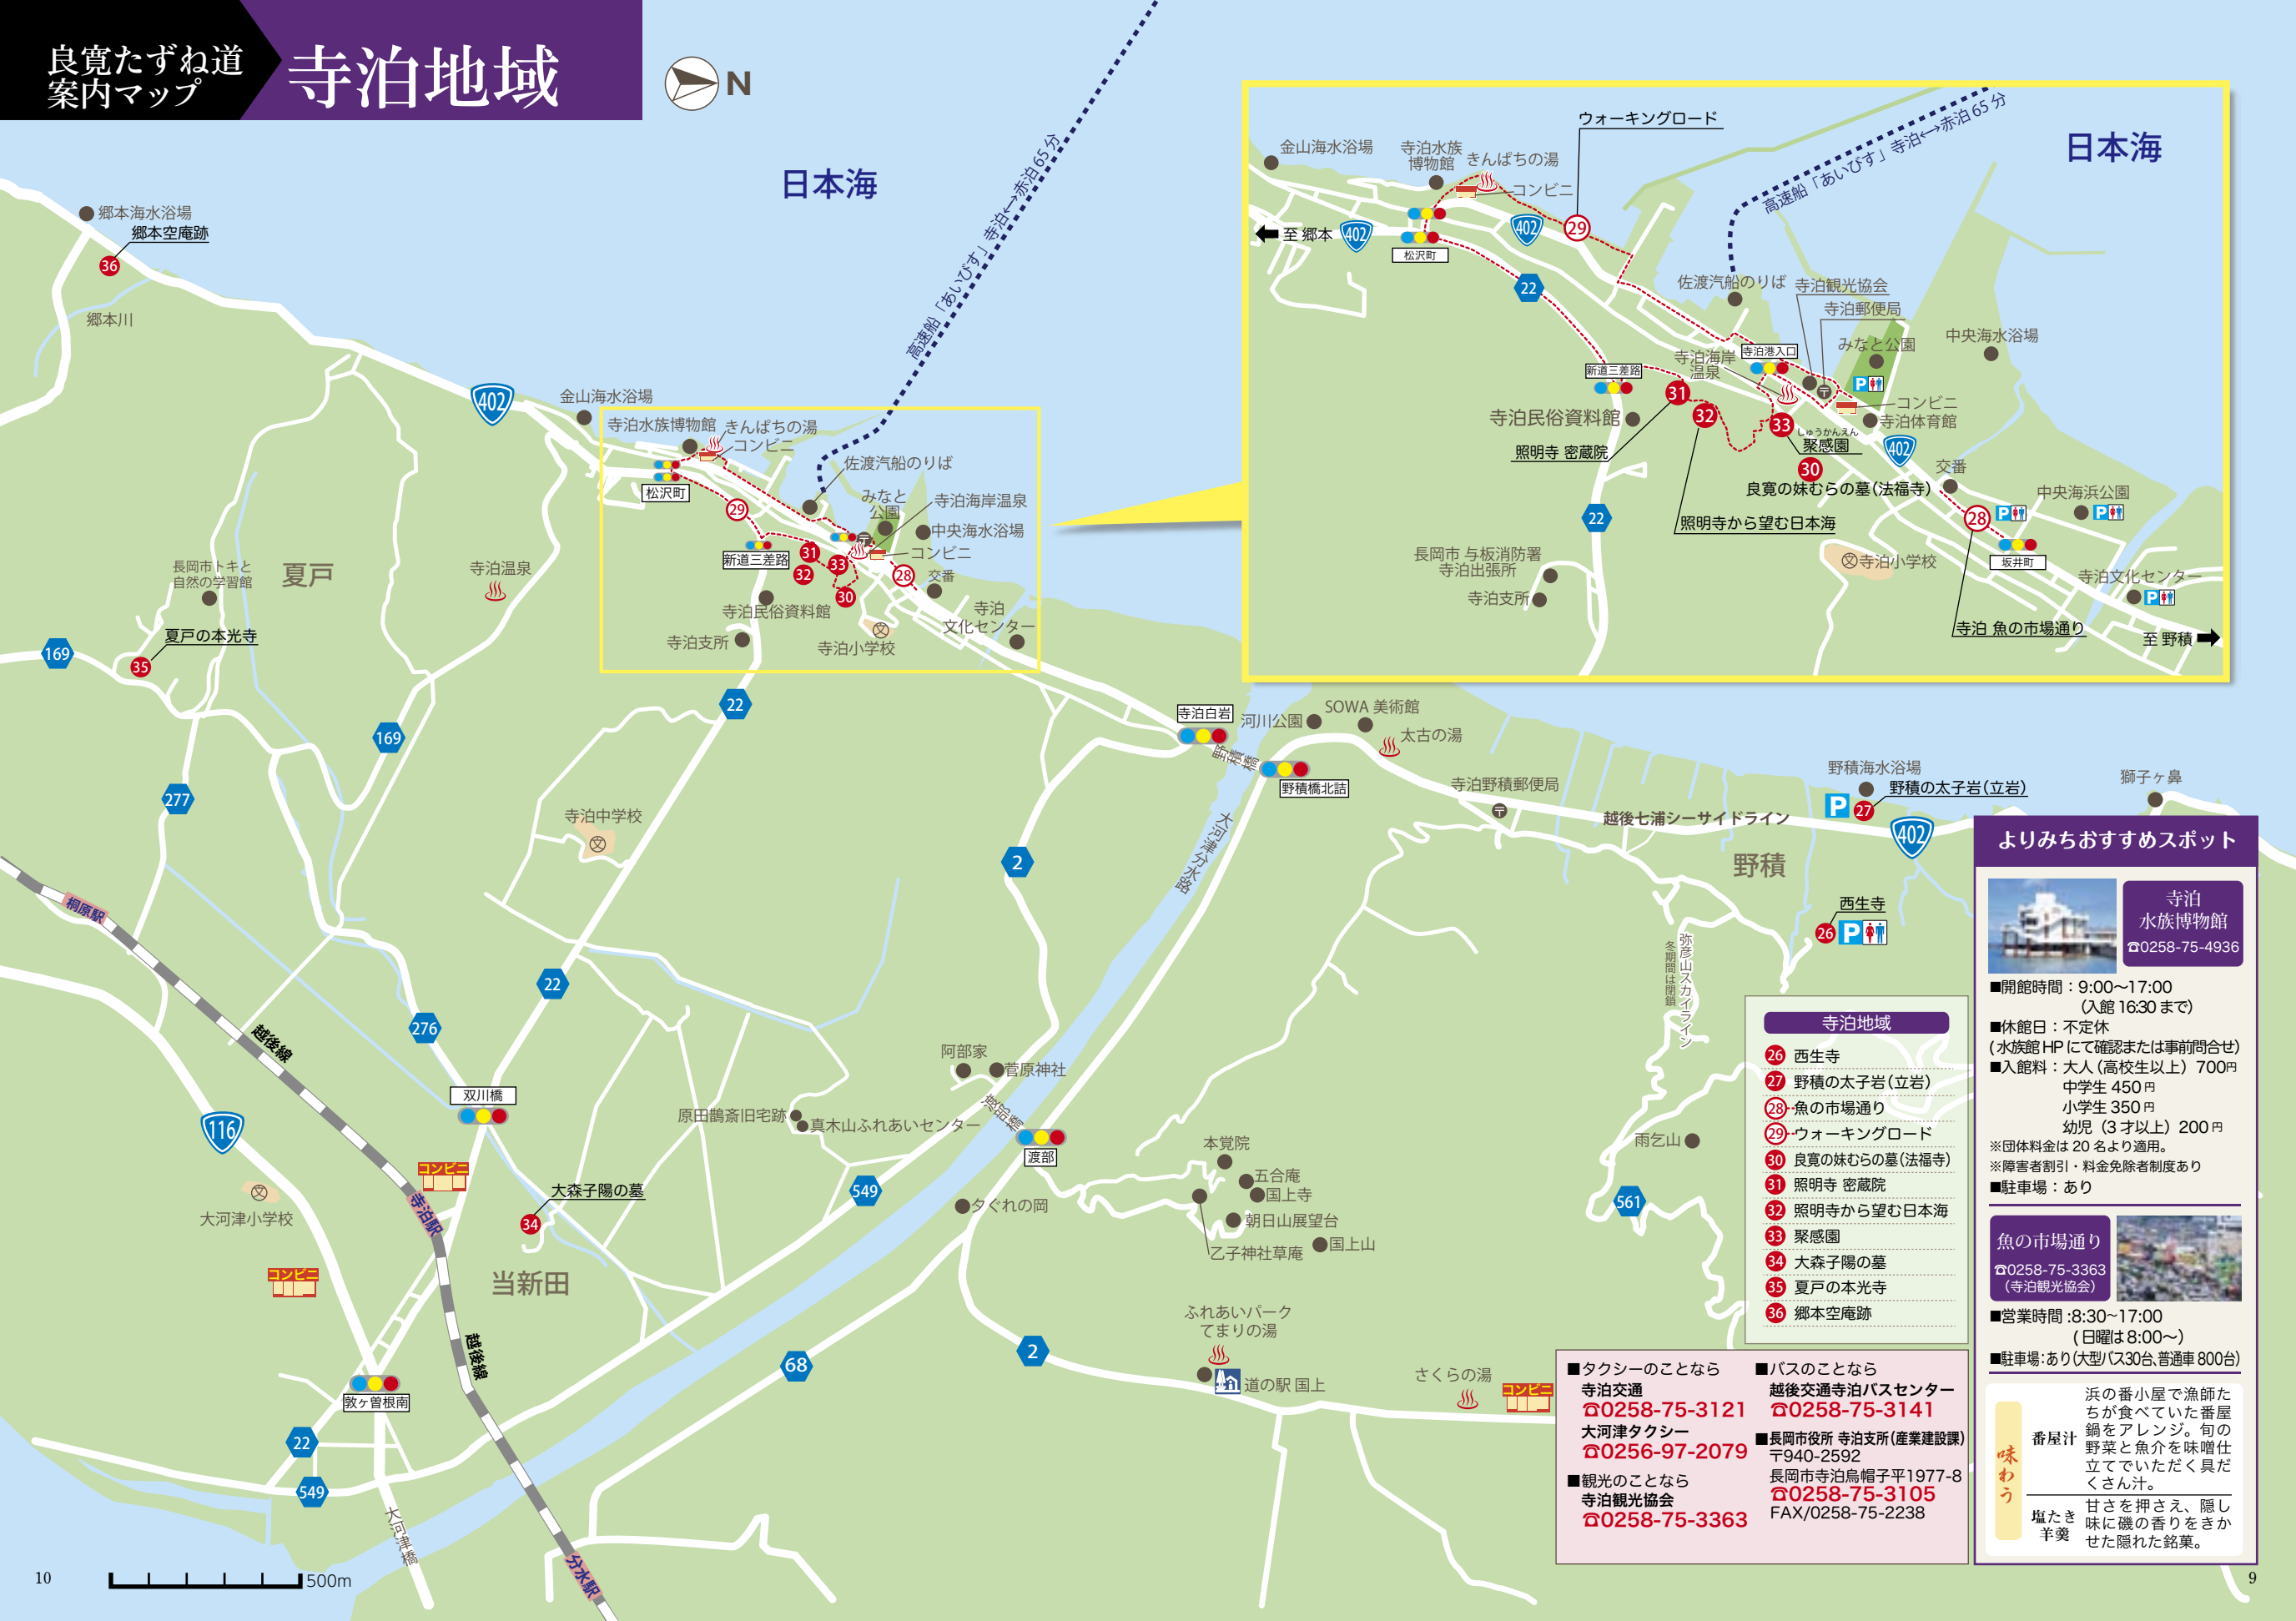 良寛たずね道
案内マップ
寺泊地域
N
日本海
高速船「あいびす」寺泊↔赤泊65分
郷本海水浴場
郷本空庵跡
36
郷本川
402
金山海水浴場
寺泊水族博物館
きんぱちの湯
コンビニ
佐渡汽船のりば
松沢町
29
みなと
公園
寺泊海岸温泉
中央海水浴場
コンビニ
新道三差路
31
32
33
30
28
交番
寺泊民俗資料館
寺泊支所
寺泊小学校
寺泊
文化センター
長岡市トキと
自然の学習館
夏戸
寺泊温泉
169
夏戸の本光寺
35
169
277
22
寺泊中学校
桐原駅
越後線
22
276
双川橋
116
コンビニ
寺泊駅
大河津小学校
コンビニ
大森子陽の墓
34
当新田
越後線
敦ヶ曽根南
22
549
大河津橋
分水駅
68
549
2
2
阿部家
菅原神社
原田鵲斎旧宅跡
真木山ふれあいセンター
渡部橋
渡部
夕ぐれの岡
本覚院
五合庵
国上寺
朝日山展望台
国上山
乙子神社草庵
ふれあいパーク
てまりの湯
道の駅 国上
さくらの湯
コンビニ
寺泊白岩
野積橋
河川公園
SOWA 美術館
太古の湯
野積橋北詰
大河津分水路
寺泊野積郵便局
越後七浦シーサイドライン
野積
野積海水浴場
P
27
野積の太子岩(立岩)
402
獅子ヶ鼻
西生寺
26
P
弥彦山スカイライン
冬期間は閉鎖
雨乞山
561
金山海水浴場
寺泊水族
博物館
きんぱちの湯
コンビニ
ウォーキングロード
29
日本海
高速船「あいびす」寺泊↔赤泊65分
至 郷本
402
402
松沢町
22
佐渡汽船のりば
寺泊観光協会
寺泊郵便局
みなと公園
中央海水浴場
寺泊港入口
寺泊海岸
温泉
新道三差路
P
31
32
33
コンビニ
寺泊体育館
寺泊民俗資料館
照明寺 密蔵院
しゅうかんえん
聚感園
30
402
良寛の妹むらの墓(法福寺)
交番
照明寺から望む日本海
22
28
P
中央海浜公園
P
坂井町
長岡市 与板消防署
寺泊出張所
寺泊支所
寺泊小学校
寺泊文化センター
P
寺泊 魚の市場通り
至 野積
寺泊地域
26 西生寺
27 野積の太子岩(立岩)
28 魚の市場通り
29 ウォーキングロード
30 良寛の妹むらの墓(法福寺)
31 照明寺 密蔵院
32 照明寺から望む日本海
33 聚感園
34 大森子陽の墓
35 夏戸の本光寺
36 郷本空庵跡
■タクシーのことなら
寺泊交通
☎0258-75-3121
大河津タクシー
☎0256-97-2079
■観光のことなら
寺泊観光協会
☎0258-75-3363
■バスのことなら
越後交通寺泊バスセンター
☎0258-75-3141
■長岡市役所 寺泊支所(産業建設課)
〒940-2592
長岡市寺泊烏帽子平1977-8
☎0258-75-3105
FAX/0258-75-2238
よりみちおすすめスポット
寺泊
水族博物館
☎0258-75-4936
■開館時間：9:00〜17:00
(入館 16:30 まで)
■休館日：不定休
(水族館 HP にて確認または事前問合せ)
■入館料：大人(高校生以上) 700円
中学生 450 円
小学生 350 円
幼児（3 才以上）200 円
※団体料金は 20 名より適用。
※障害者割引・料金免除者制度あり
■駐車場：あり
魚の市場通り
☎0258-75-3363
(寺泊観光協会)
■営業時間 :8:30~17:00
(日曜は 8:00〜)
■駐車場：あり(大型バス30台、普通車 800台)
味わう
番屋汁
浜の番小屋で漁師た
ちが食べていた番屋
鍋をアレンジ。旬の
野菜と魚介を味噌仕
立てでいただく具だ
くさん汁。
塩たき
羊羹
甘さを押さえ、隠し
味に磯の香りをきか
せた隠れた銘菓。
10
500m
9